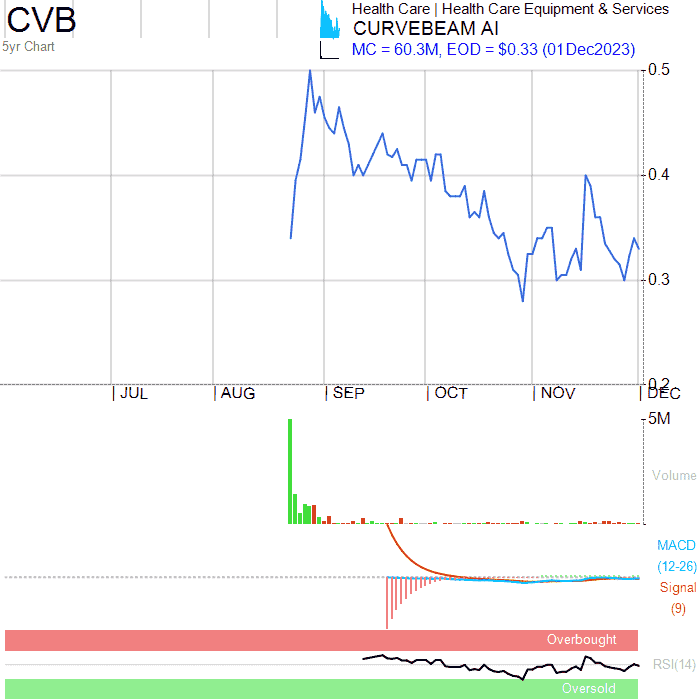 CVB
Health Care | Health Care Equipment & Services
CURVEBEAM AI
5yr Chart
MC = 60.3M, EOD = $0.33 (01Dec2023)
0.5
0.4
0.3
0.2
| JUL | AUG | SEP | OCT | NOV | DEC
5M
Volume
MACD
(12-26)
Signal
(9)
Overbought
RSI(14)
Oversold